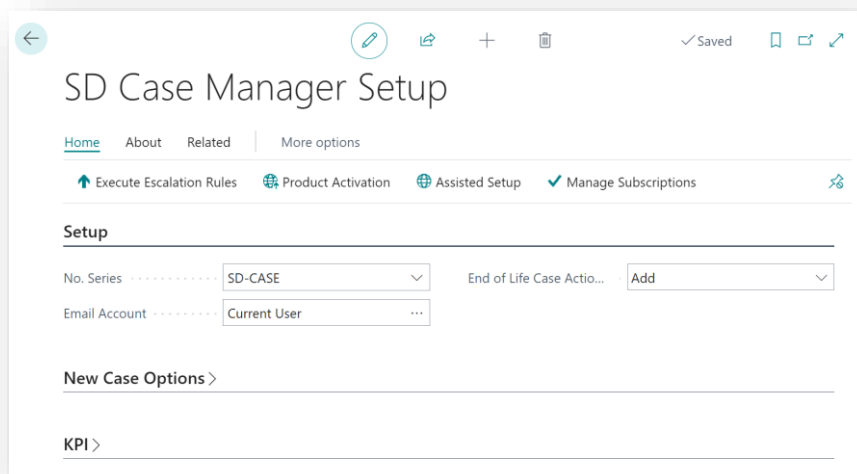 Saved
SD Case Manager Setup
Home About Related More options
Execute Escalation Rules Product Activation Assisted Setup Manage Subscriptions
Setup
No. Series SD-CASE End of Life Case Actio... Add
Email Account Current User
New Case Options
KPI